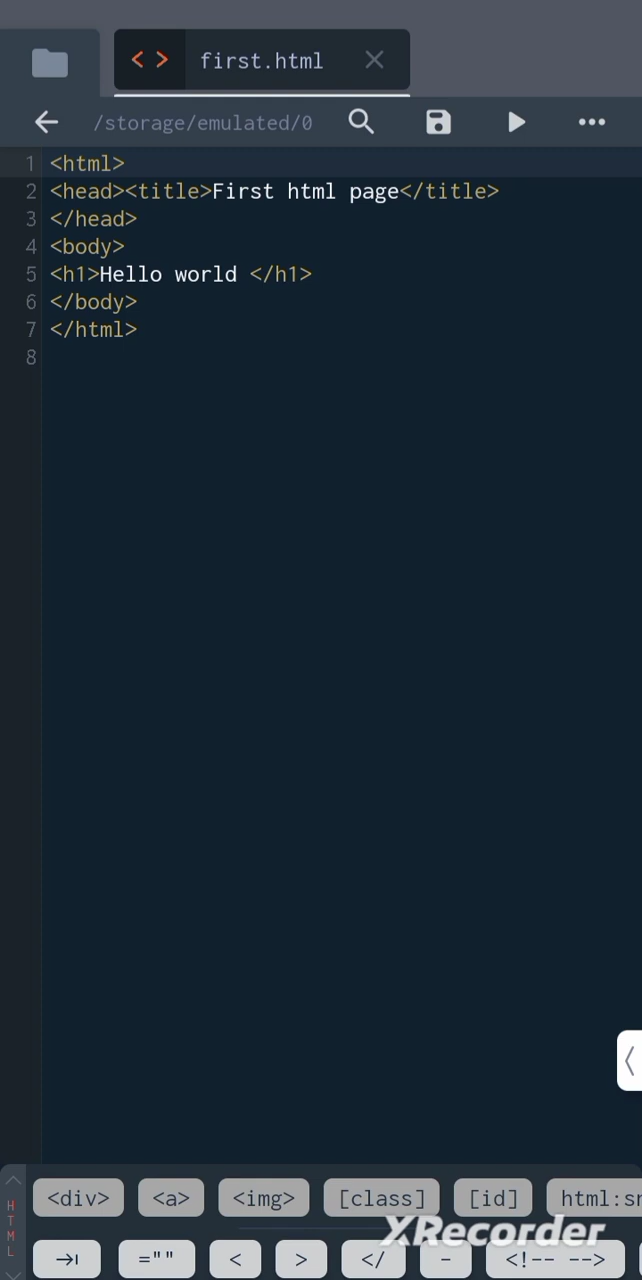 < > first.html ×
/storage/emulated/0
1 <html>
2 <head><title>First html page</title>
3 </head>
4 <body>
5 <h1>Hello world </h1>
6 </body>
7 </html>
8
HTML
<div> <a> <img> [class] [id]
XRecorder
="" < > </ - <!-- -->